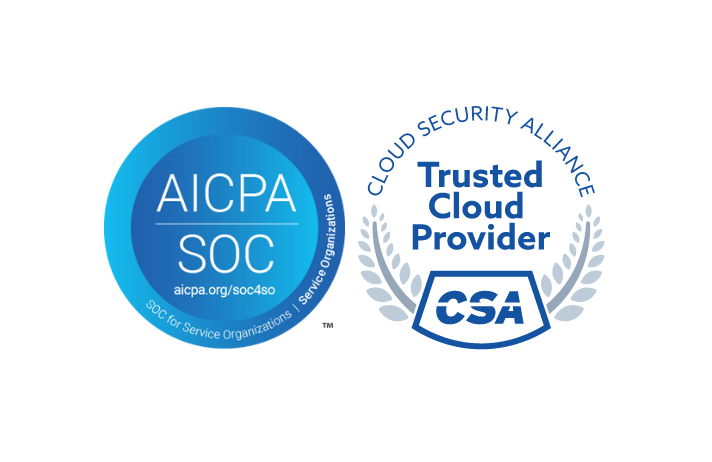 AICPA
SOC
aicpa.org/soc4so
SOC for Service Organizations | Service Organizations
TM
CLOUD SECURITY ALLIANCE
Trusted
Cloud
Provider
CSA